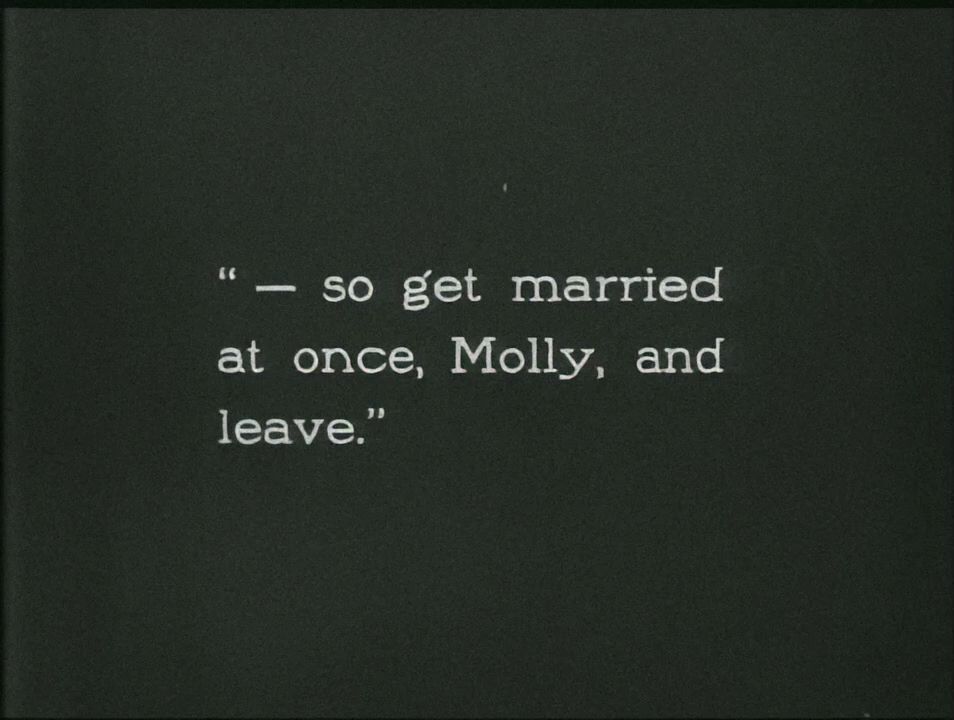 “ — so get married
at once, Molly, and
leave.”